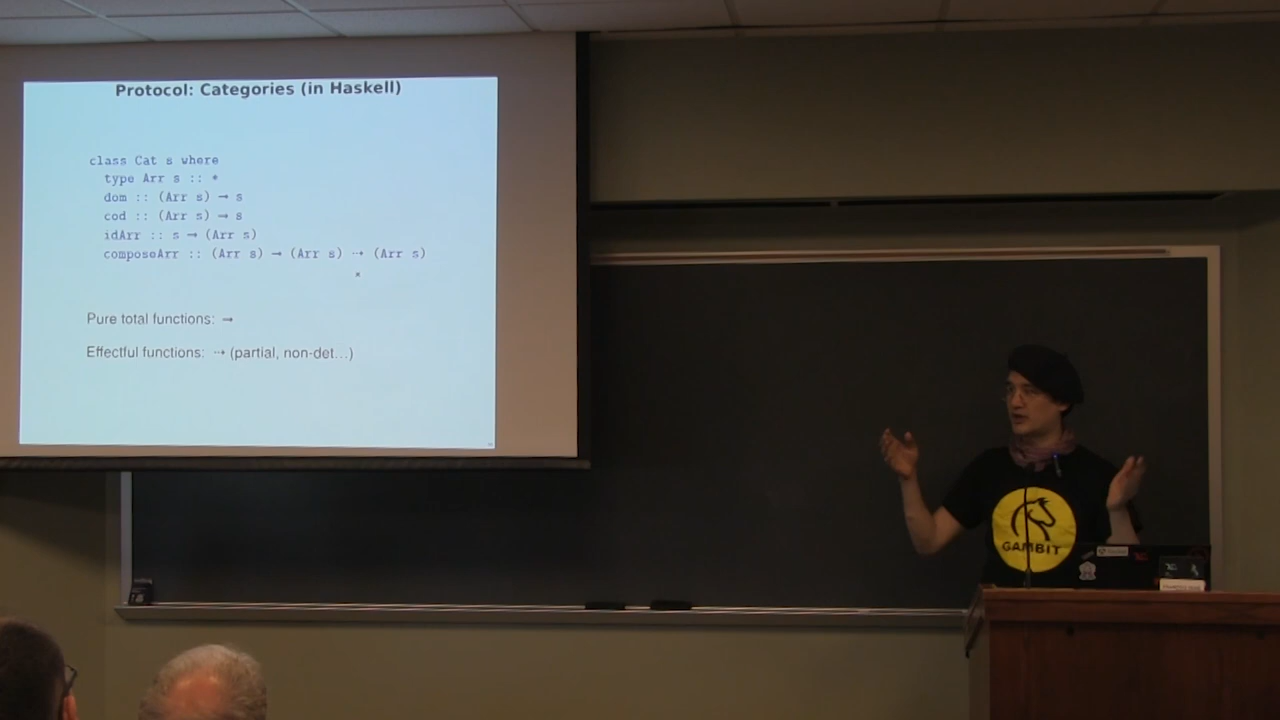 Protocol: Categories (in Haskell)
class Cat s where
type Arr s :: *
dom :: (Arr s) → s
cod :: (Arr s) → s
idArr :: s → (Arr s)
composeArr :: (Arr s) → (Arr s) ⇢ (Arr s)
Pure total functions: →
Effectful functions: ⇢ (partial, non-det…)
GAMBIT